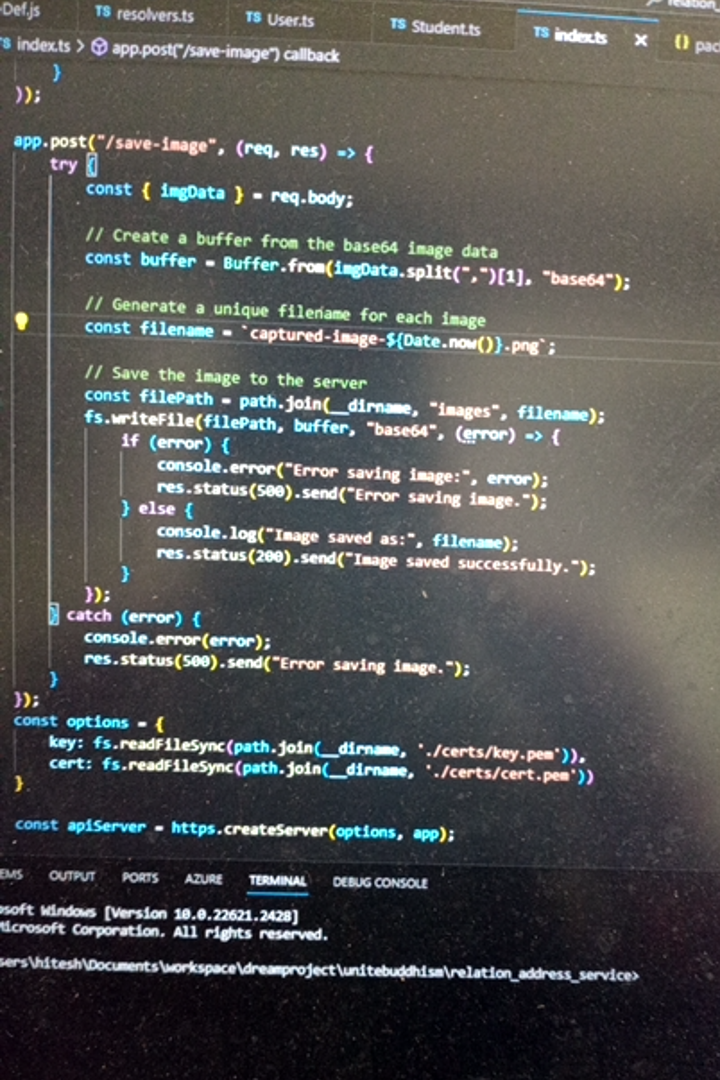 Def.js TS resolvers.ts TS User.ts TS Student.ts TS index.ts × {}
TS index.ts > app.post("/save-image") callback
}
));
app.post("/save-image", (req, res) => {
try {
const { imgData } = req.body;
// Create a buffer from the base64 image data
const buffer = Buffer.from(imgData.split(",")[1], "base64");
// Generate a unique filename for each image
const filename = `captured-image-${Date.now()}.png`;
// Save the image to the server
const filePath = path.join(__dirname, "images", filename);
fs.writeFile(filePath, buffer, "base64", (error) => {
if (error) {
console.error("Error saving image:", error);
res.status(500).send("Error saving image.");
} else {
console.log("Image saved as:", filename);
res.status(200).send("Image saved successfully.");
}
});
} catch (error) {
console.error(error);
res.status(500).send("Error saving image.");
}
});
const options = {
key: fs.readFileSync(path.join(__dirname, './certs/key.pem')),
cert: fs.readFileSync(path.join(__dirname, './certs/cert.pem'))
}
const apiServer = https.createServer(options, app);
EMS OUTPUT PORTS AZURE TERMINAL DEBUG CONSOLE
osoft Windows [Version 10.0.22621.2428]
Microsoft Corporation. All rights reserved.
sers\hitesh\Documents\workspace\dreamproject\unitebuddhism\relation_address_service>